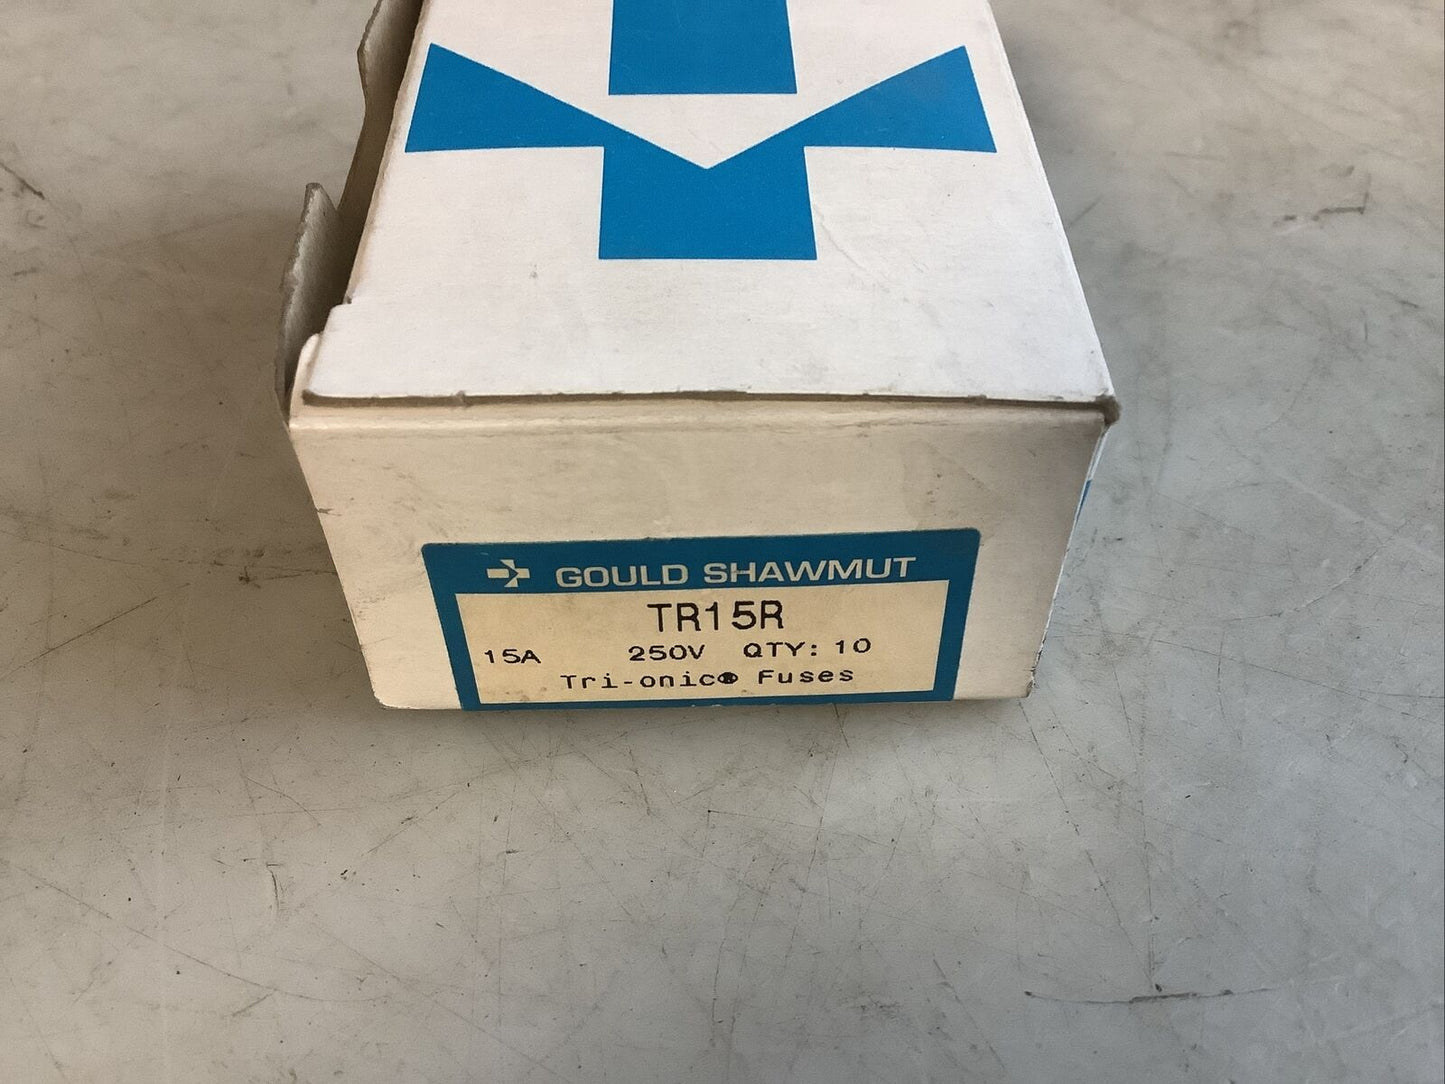 GOULD SHAWMUT
TR15R
15A 250V QTY: 10
Tri-onic® Fuses